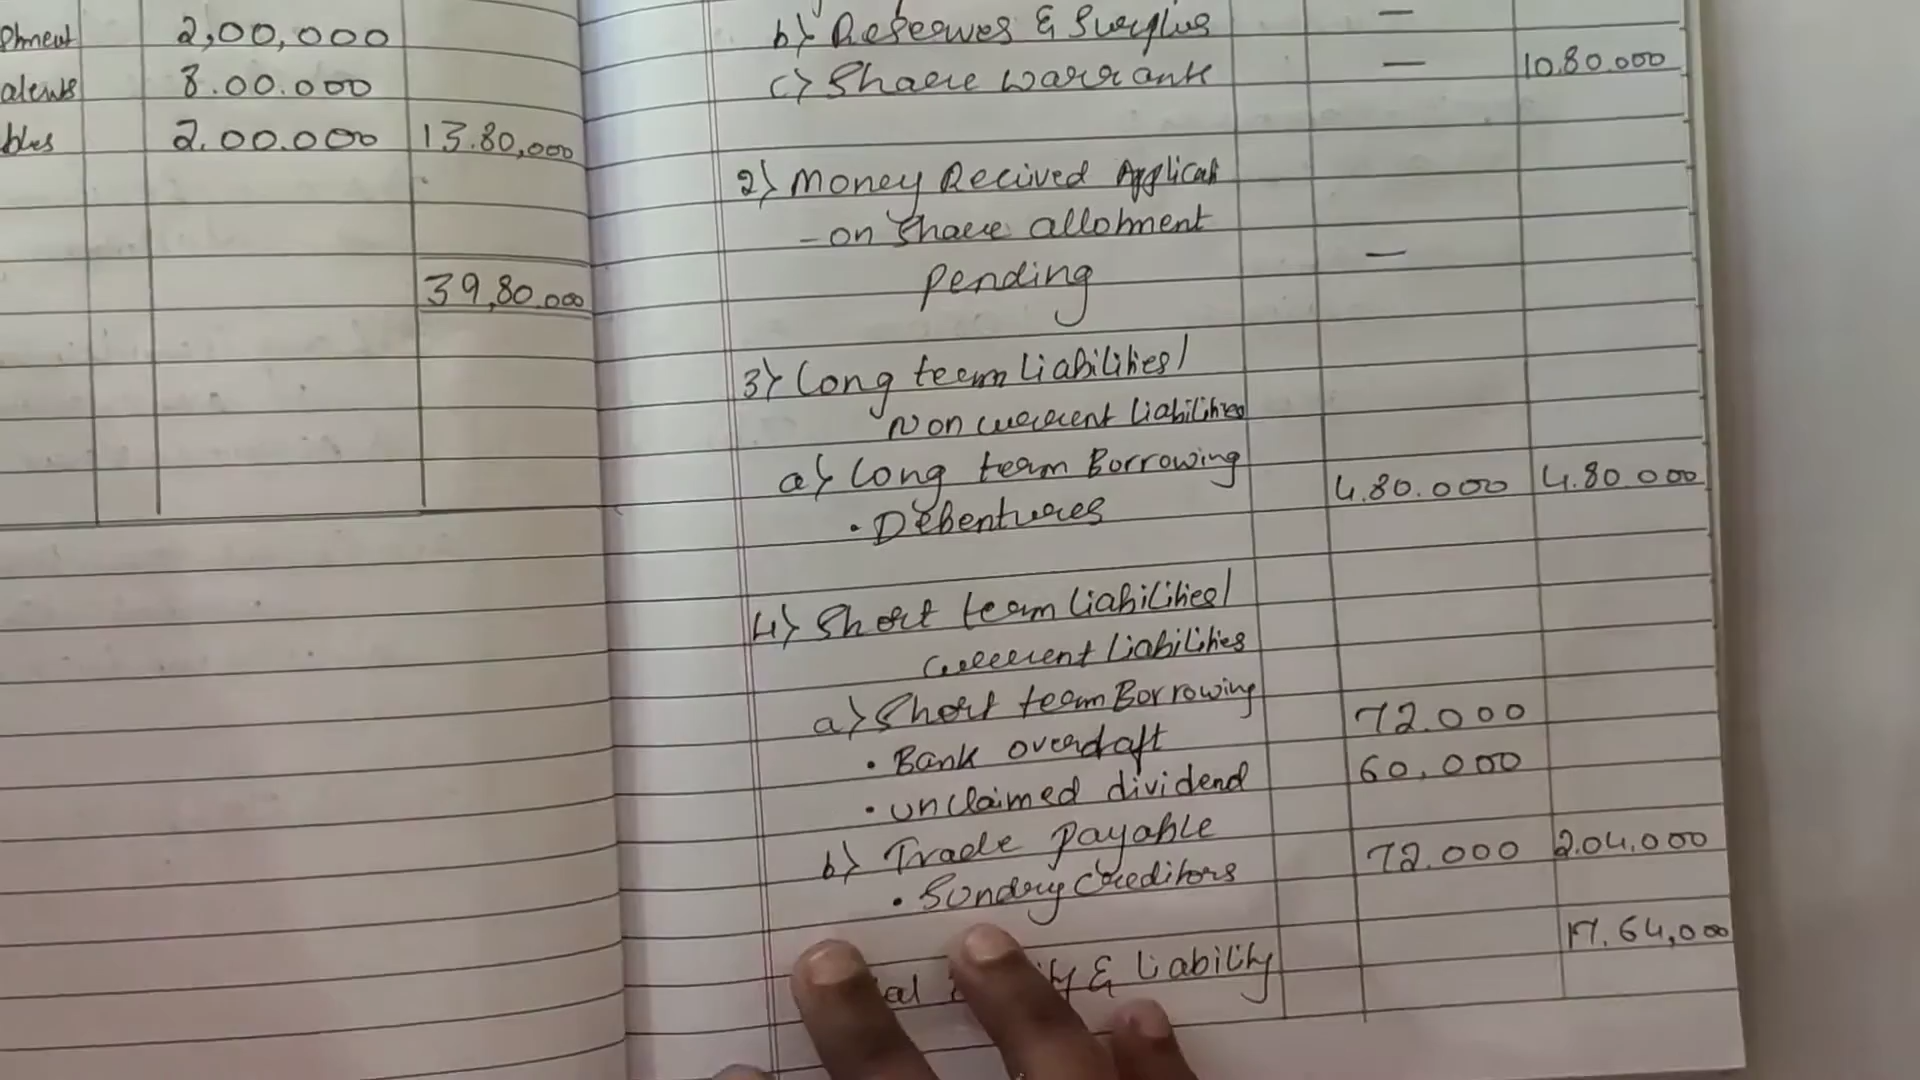 phment 2,00,000
alents 8.00.000
bles 2.00.000 13.80,000
39,80.000
b) Reserves & Surplus —
c) Share warrants — 10.80.000
2) Money Recived Applicati
- on Share allotment
pending —
3) Long term Liabilities/
Non current Liabilities
a) Long term Borrowing
• Debentures 4.80.000 4.80.000
4) Short term Liabilities/
Current Liabilities
a) Short term Borrowing
• Bank overdaft 72.000
• unclaimed dividend 60,000
b) Trade Payable
• Sundry Creditors 72.000 2.04.000
17.64,000
& Liability